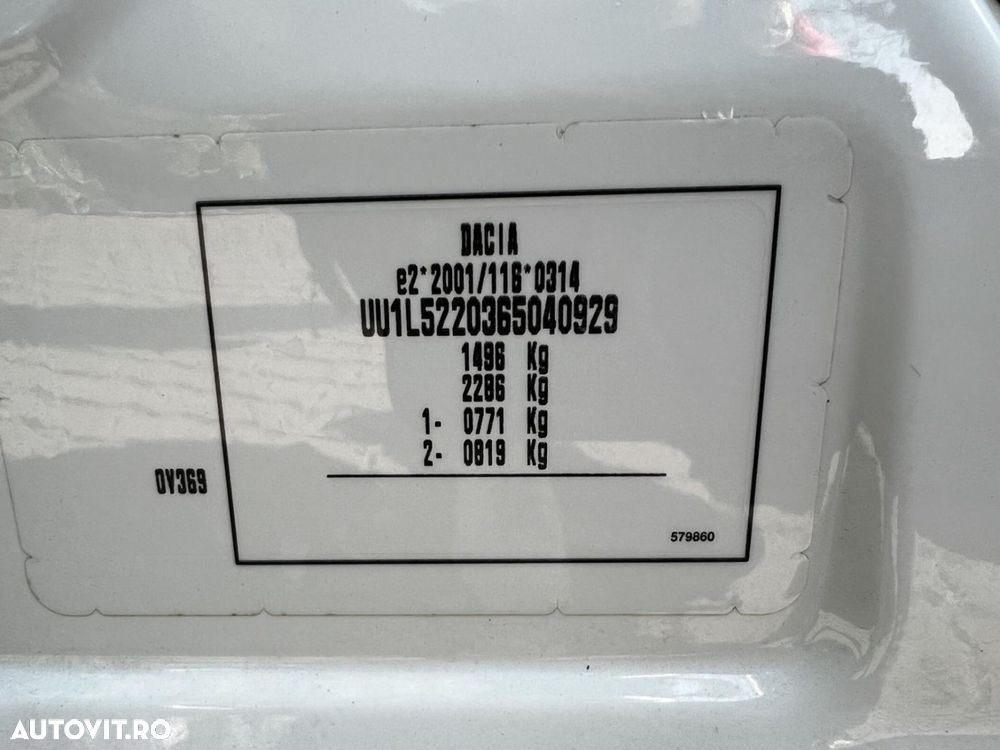 DACIA
e2*2001/116*0314
UU1L5220365040929
1496 Kg
2286 Kg
1- 0771 Kg
2- 0819 Kg
0V369
579860
AUTOVIT.RO